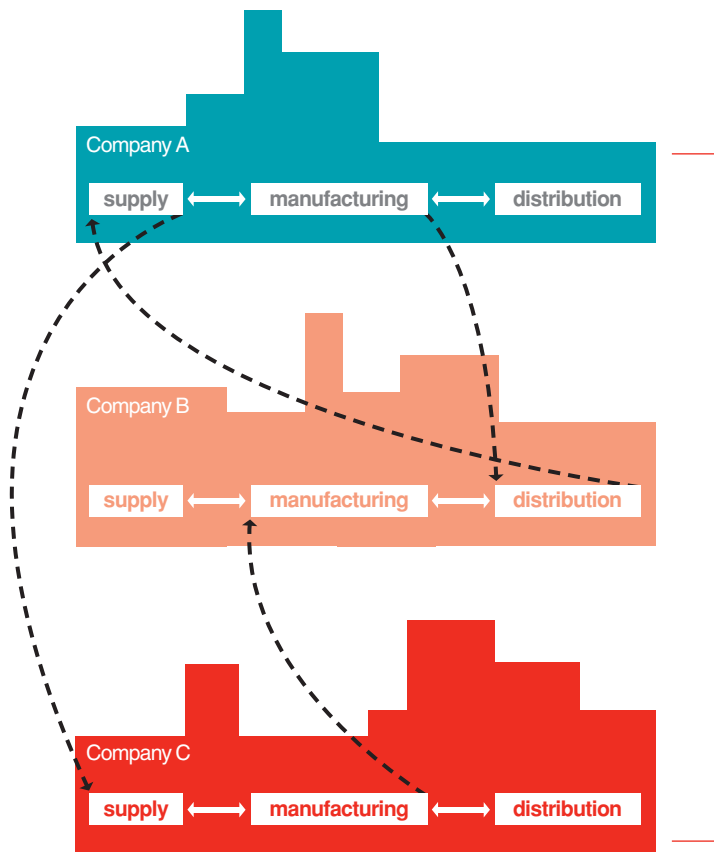 Company A
supply manufacturing distribution
Company B
supply manufacturing distribution
Company C
supply manufacturing distribution